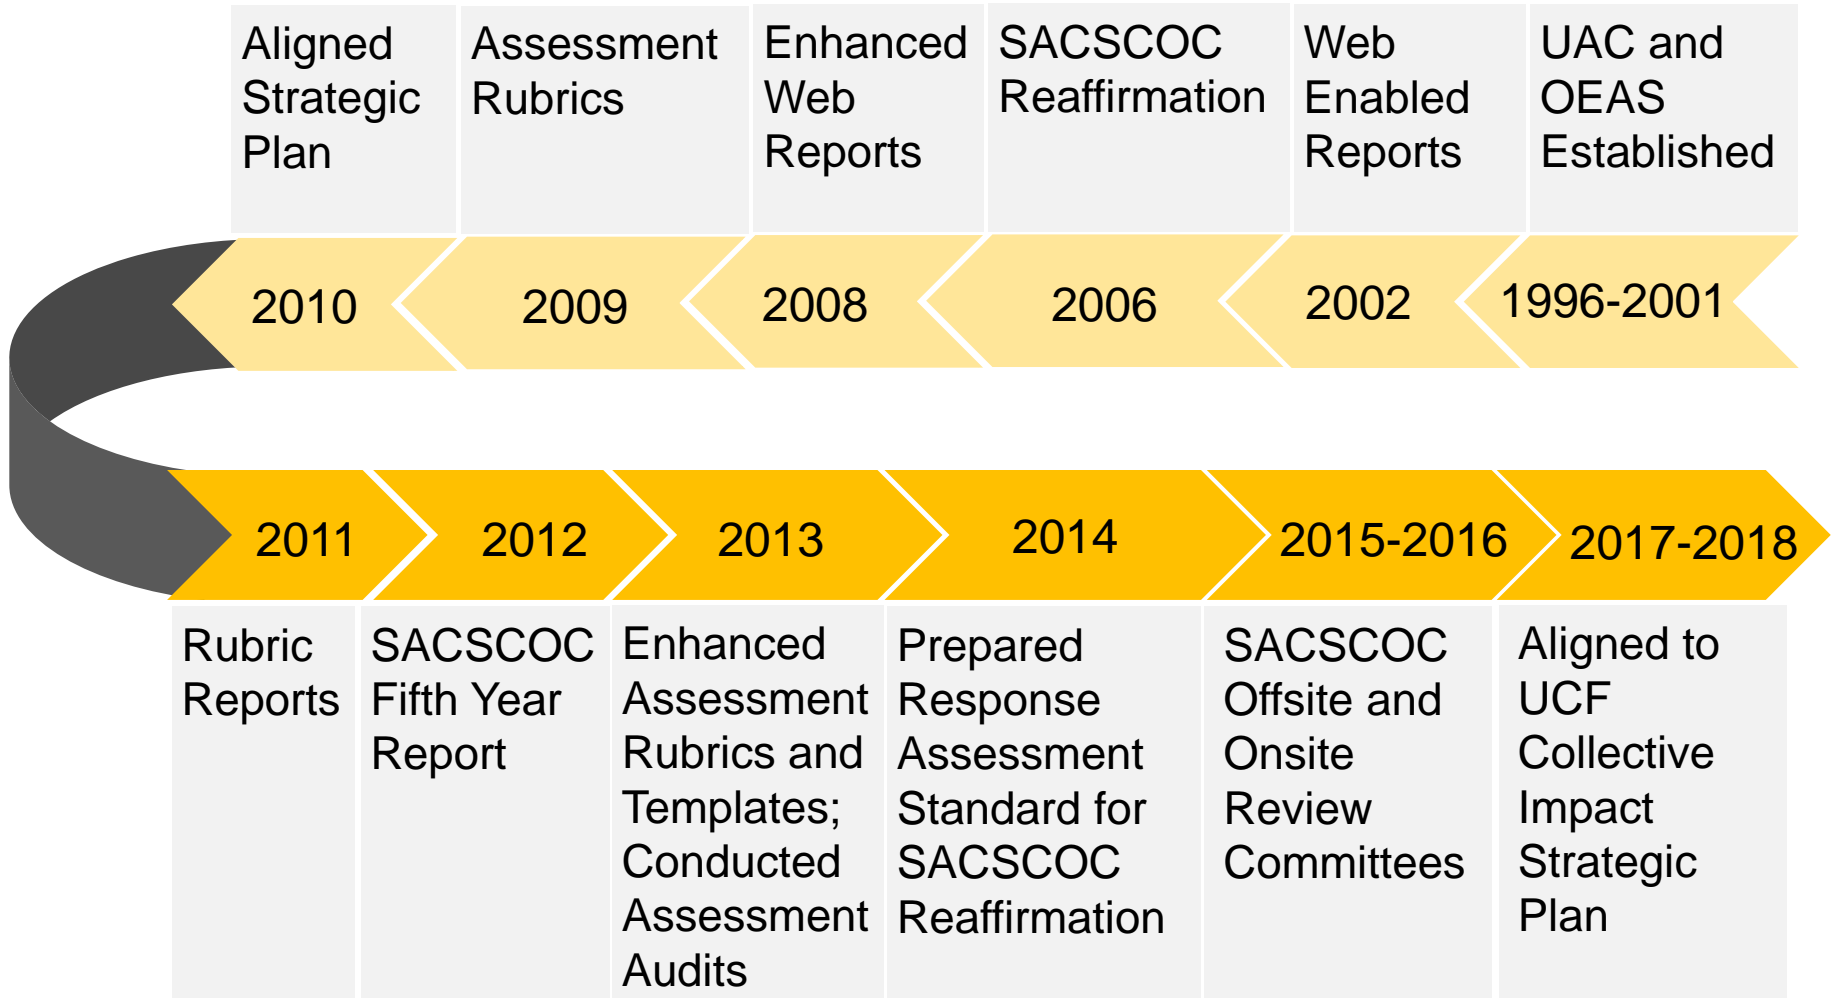 Aligned
Strategic
Plan
Assessment
Rubrics
Enhanced
Web
Reports
SACSCOC
Reaffirmation
Web
Enabled
Reports
UAC and
OEAS
Established
2010
2009
2008
2006
2002
1996-2001
2011
2012
2013
2014
2015-2016
2017-2018
Rubric
Reports
SACSCOC
Fifth Year
Report
Enhanced
Assessment
Rubrics and
Templates;
Conducted
Assessment
Audits
Prepared
Response
Assessment
Standard for
SACSCOC
Reaffirmation
SACSCOC
Offsite and
Onsite
Review
Committees
Aligned to
UCF
Collective
Impact
Strategic
Plan